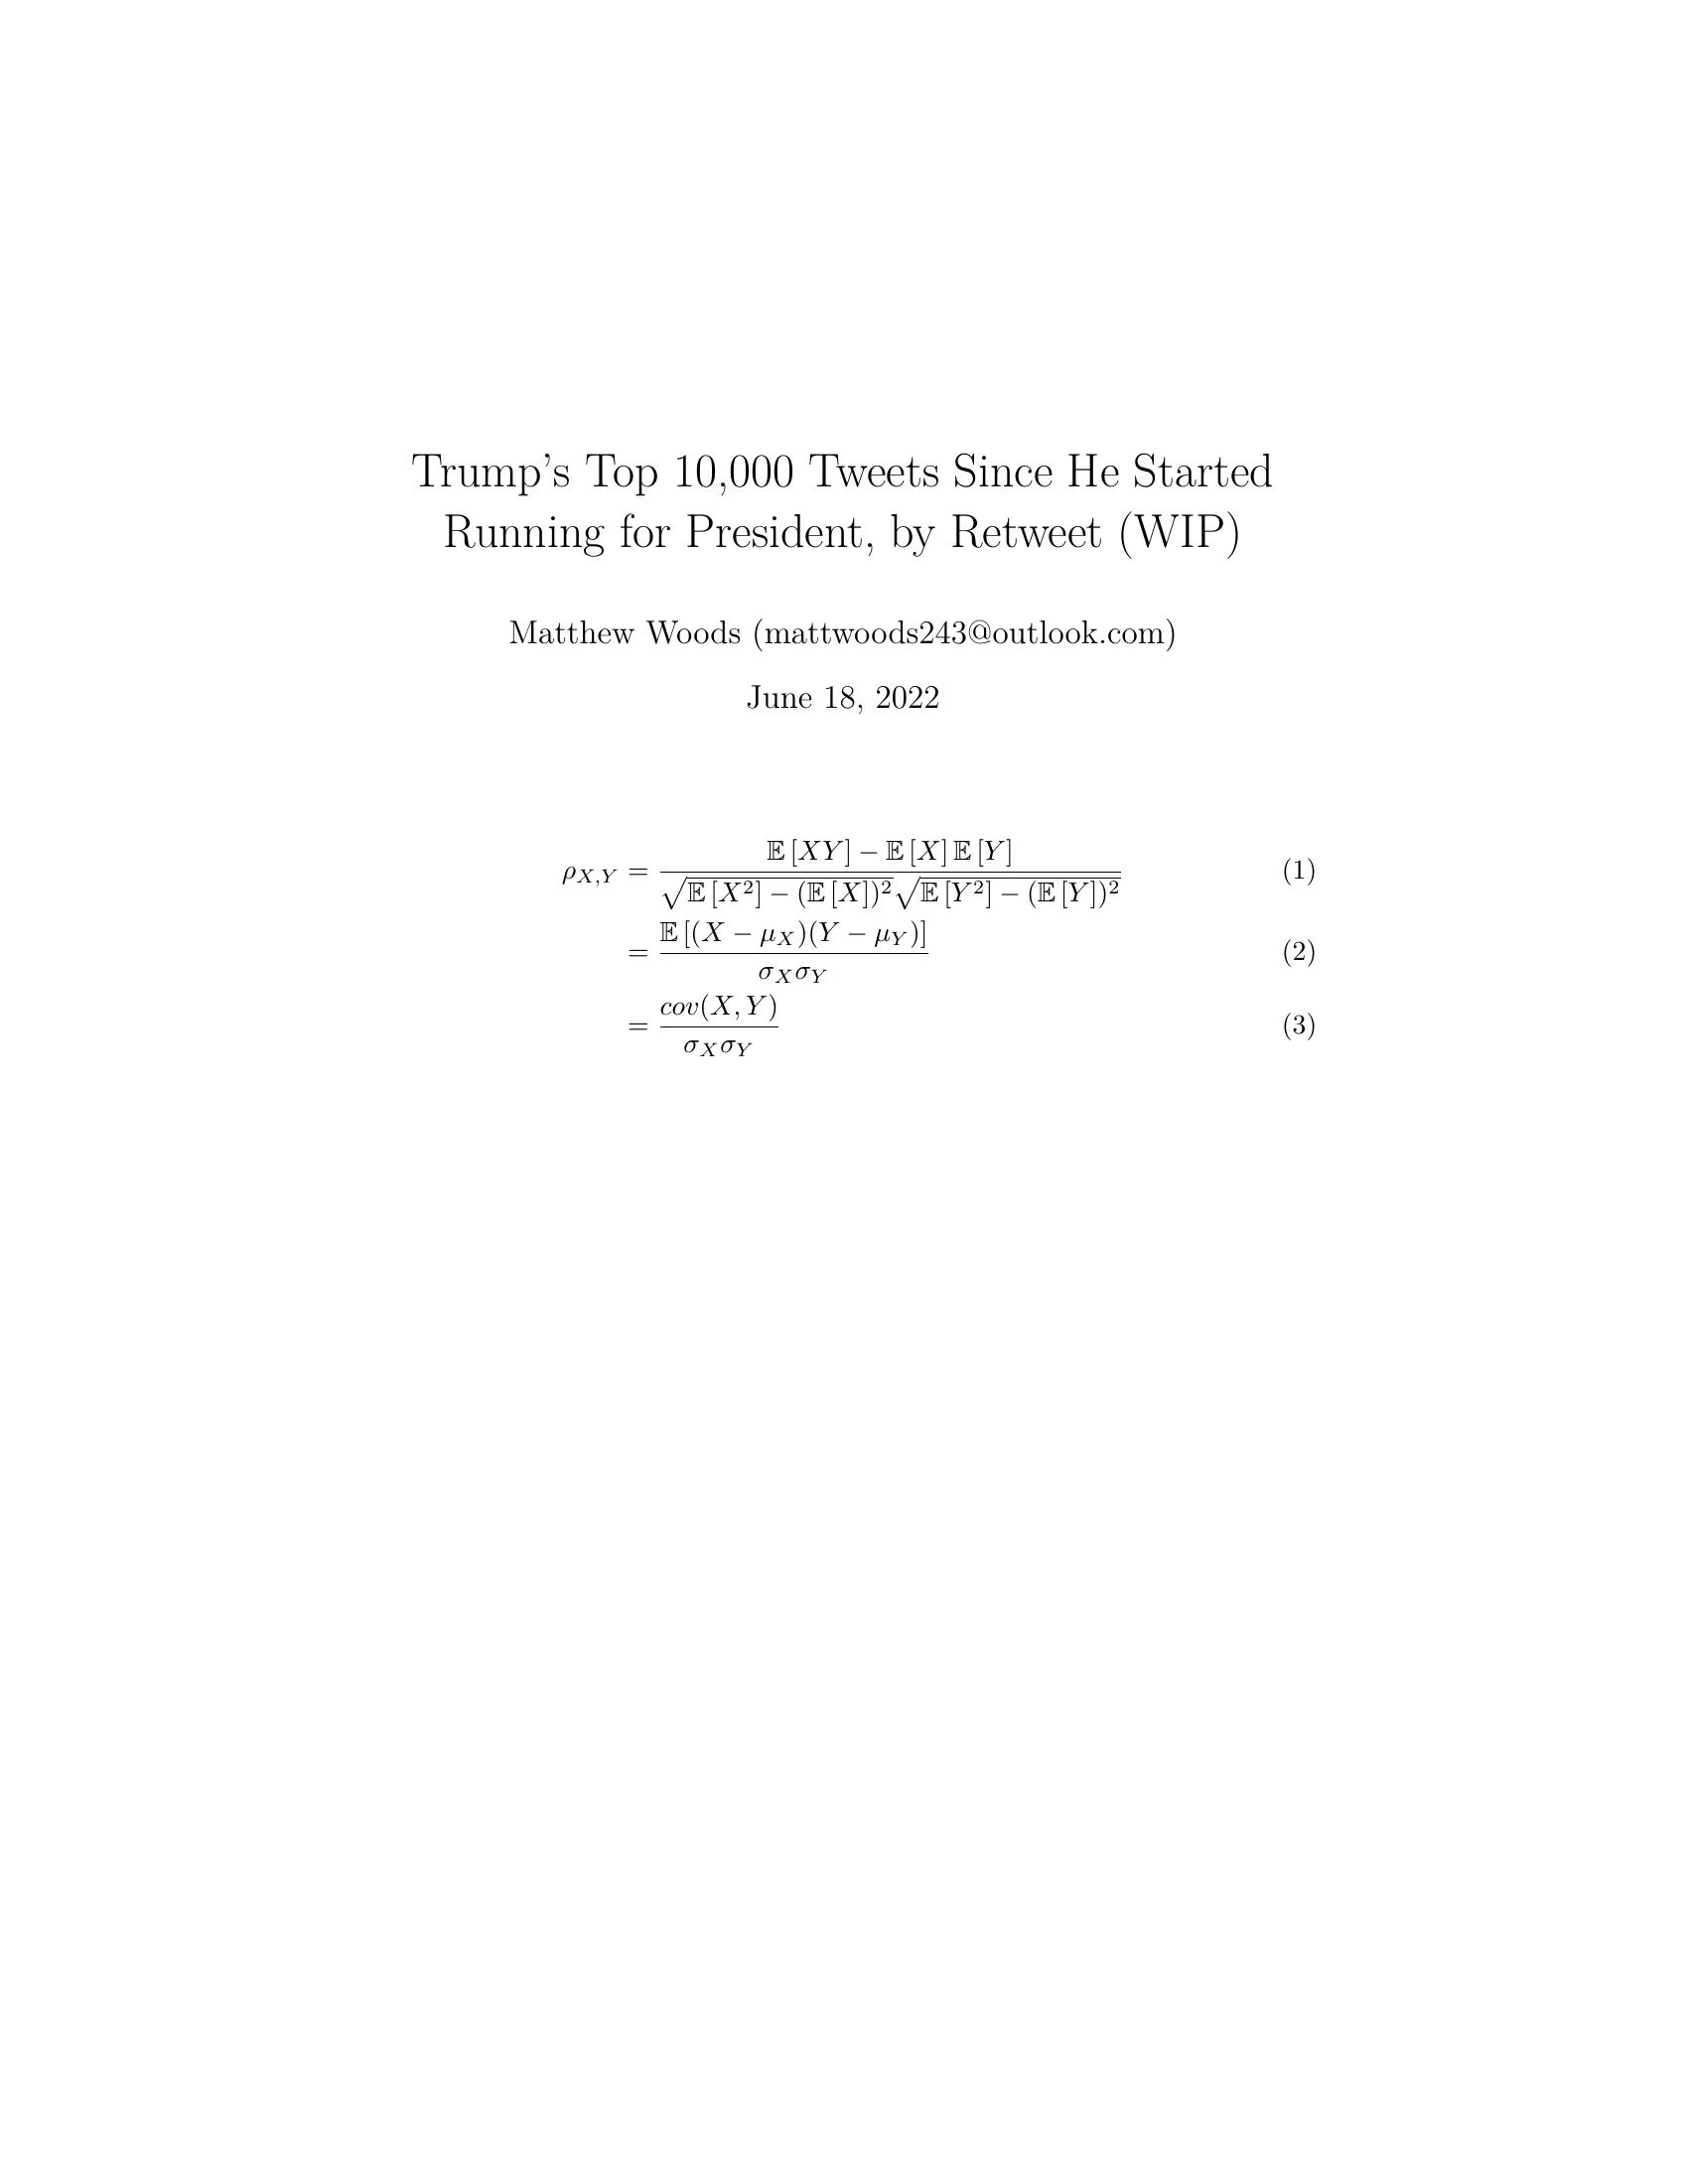 Trump's Top 10,000 Tweets Since He Started
Running for President, by Retweet (WIP)
Matthew Woods (mattwoods243@outlook.com)
June 18, 2022
$\rho_{X,Y} = \frac{\mathbb{E}[XY] - \mathbb{E}[X]\mathbb{E}[Y]}{\sqrt{\mathbb{E}[X^2] - (\mathbb{E}[X])^2}\sqrt{\mathbb{E}[Y^2] - (\mathbb{E}[Y])^2}}$ (1)
$= \frac{\mathbb{E}[(X - \mu_X)(Y - \mu_Y)]}{\sigma_X \sigma_Y}$ (2)
$= \frac{cov(X, Y)}{\sigma_X \sigma_Y}$ (3)